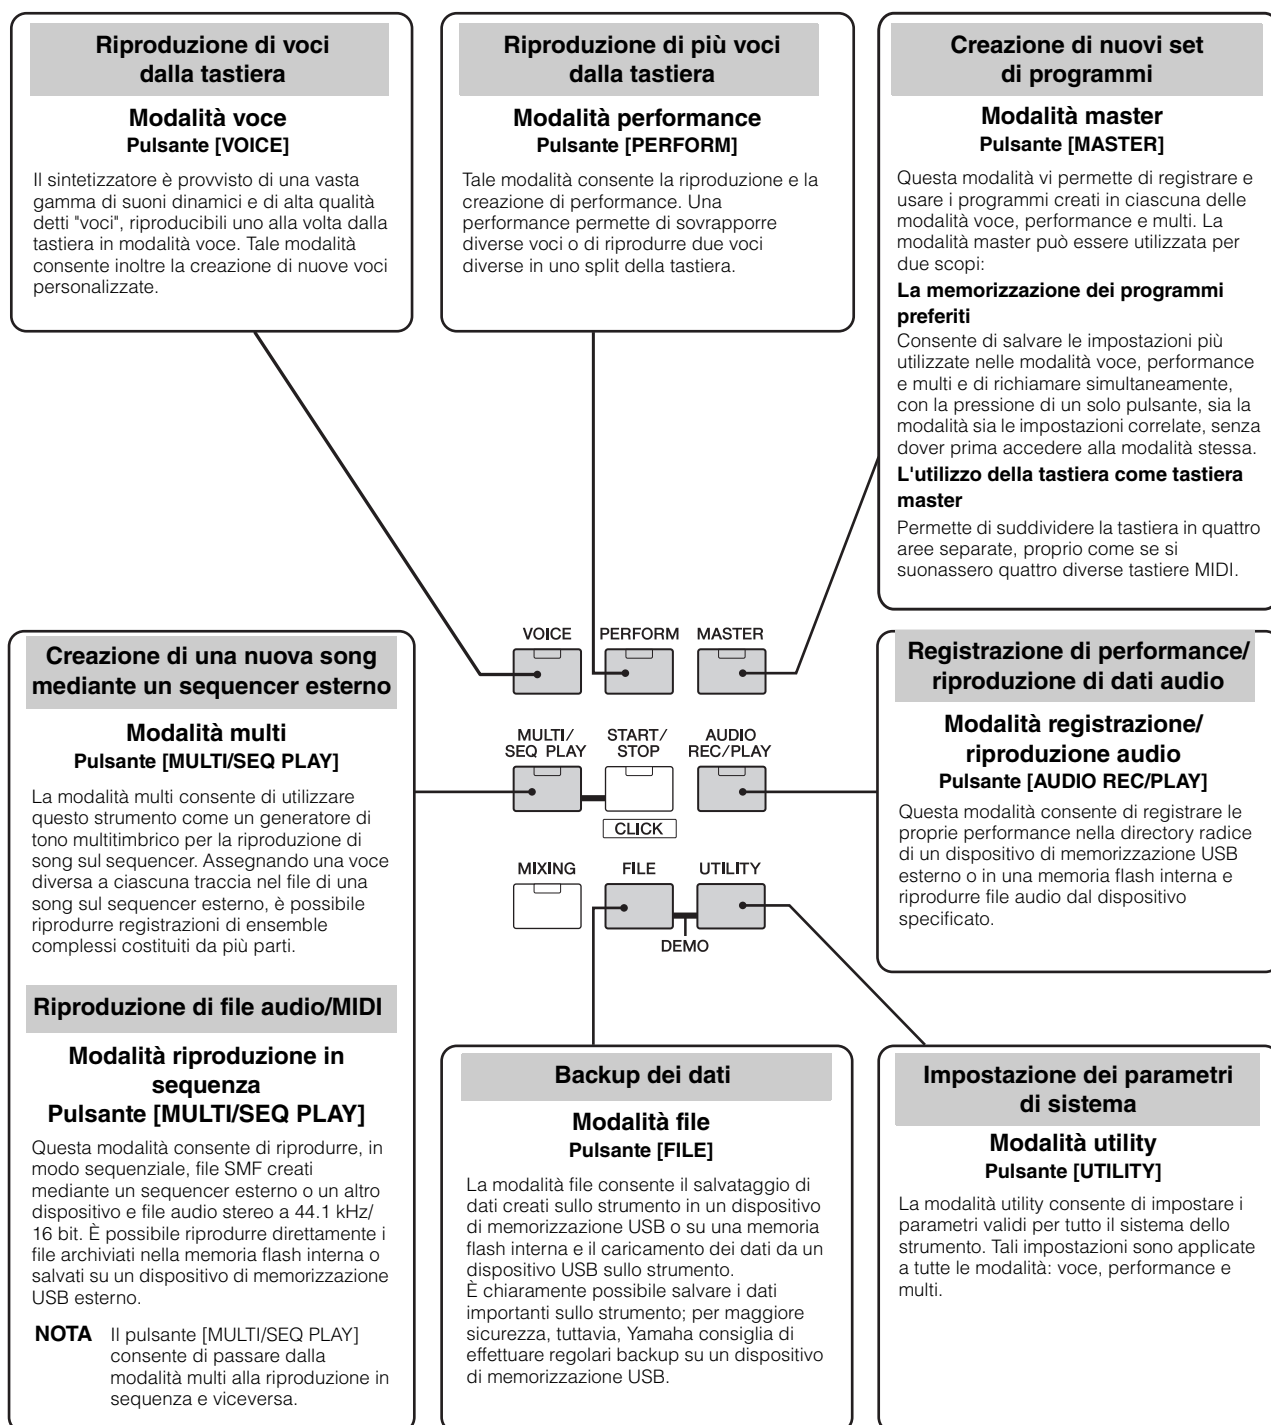 Riproduzione di voci
dalla tastiera
Modalità voce
Pulsante [VOICE]
Il sintetizzatore è provvisto di una vasta
gamma di suoni dinamici e di alta qualità
detti "voci", riproducibili uno alla volta dalla
tastiera in modalità voce. Tale modalità
consente inoltre la creazione di nuove voci
personalizzate.
Riproduzione di più voci
dalla tastiera
Modalità performance
Pulsante [PERFORM]
Tale modalità consente la riproduzione e la
creazione di performance. Una
performance permette di sovrapporre
diverse voci o di riprodurre due voci
diverse in uno split della tastiera.
Creazione di nuovi set
di programmi
Modalità master
Pulsante [MASTER]
Questa modalità vi permette di registrare e
usare i programmi creati in ciascuna delle
modalità voce, performance e multi. La
modalità master può essere utilizzata per
due scopi:
La memorizzazione dei programmi
preferiti
Consente di salvare le impostazioni più
utilizzate nelle modalità voce, performance
e multi e di richiamare simultaneamente,
con la pressione di un solo pulsante, sia la
modalità sia le impostazioni correlate, senza
dover prima accedere alla modalità stessa.
L'utilizzo della tastiera come tastiera
master
Permette di suddividere la tastiera in quattro
aree separate, proprio come se si
suonassero quattro diverse tastiere MIDI.
VOICE PERFORM MASTER
MULTI/
SEQ PLAY
START/
STOP
AUDIO
REC/PLAY
CLICK
MIXING FILE UTILITY
DEMO
Creazione di una nuova song
mediante un sequencer esterno
Modalità multi
Pulsante [MULTI/SEQ PLAY]
La modalità multi consente di utilizzare
questo strumento come un generatore di
tono multitimbrico per la riproduzione di
song sul sequencer. Assegnando una voce
diversa a ciascuna traccia nel file di una
song sul sequencer esterno, è possibile
riprodurre registrazioni di ensemble
complessi costituiti da più parti.
Riproduzione di file audio/MIDI
Modalità riproduzione in
sequenza
Pulsante [MULTI/SEQ PLAY]
Questa modalità consente di riprodurre, in
modo sequenziale, file SMF creati
mediante un sequencer esterno o un altro
dispositivo e file audio stereo a 44.1 kHz/
16 bit. È possibile riprodurre direttamente i
file archiviati nella memoria flash interna o
salvati su un dispositivo di memorizzazione
USB esterno.
NOTA Il pulsante [MULTI/SEQ PLAY]
consente di passare dalla
modalità multi alla riproduzione in
sequenza e viceversa.
Registrazione di performance/
riproduzione di dati audio
Modalità registrazione/
riproduzione audio
Pulsante [AUDIO REC/PLAY]
Questa modalità consente di registrare le
proprie performance nella directory radice
di un dispositivo di memorizzazione USB
esterno o in una memoria flash interna e
riprodurre file audio dal dispositivo
specificato.
Backup dei dati
Modalità file
Pulsante [FILE]
La modalità file consente il salvataggio di
dati creati sullo strumento in un dispositivo
di memorizzazione USB o su una memoria
flash interna e il caricamento dei dati da un
dispositivo USB sullo strumento.
È chiaramente possibile salvare i dati
importanti sullo strumento; per maggiore
sicurezza, tuttavia, Yamaha consiglia di
effettuare regolari backup su un dispositivo
di memorizzazione USB.
Impostazione dei parametri
di sistema
Modalità utility
Pulsante [UTILITY]
La modalità utility consente di impostare i
parametri validi per tutto il sistema dello
strumento. Tali impostazioni sono applicate
a tutte le modalità: voce, performance e
multi.